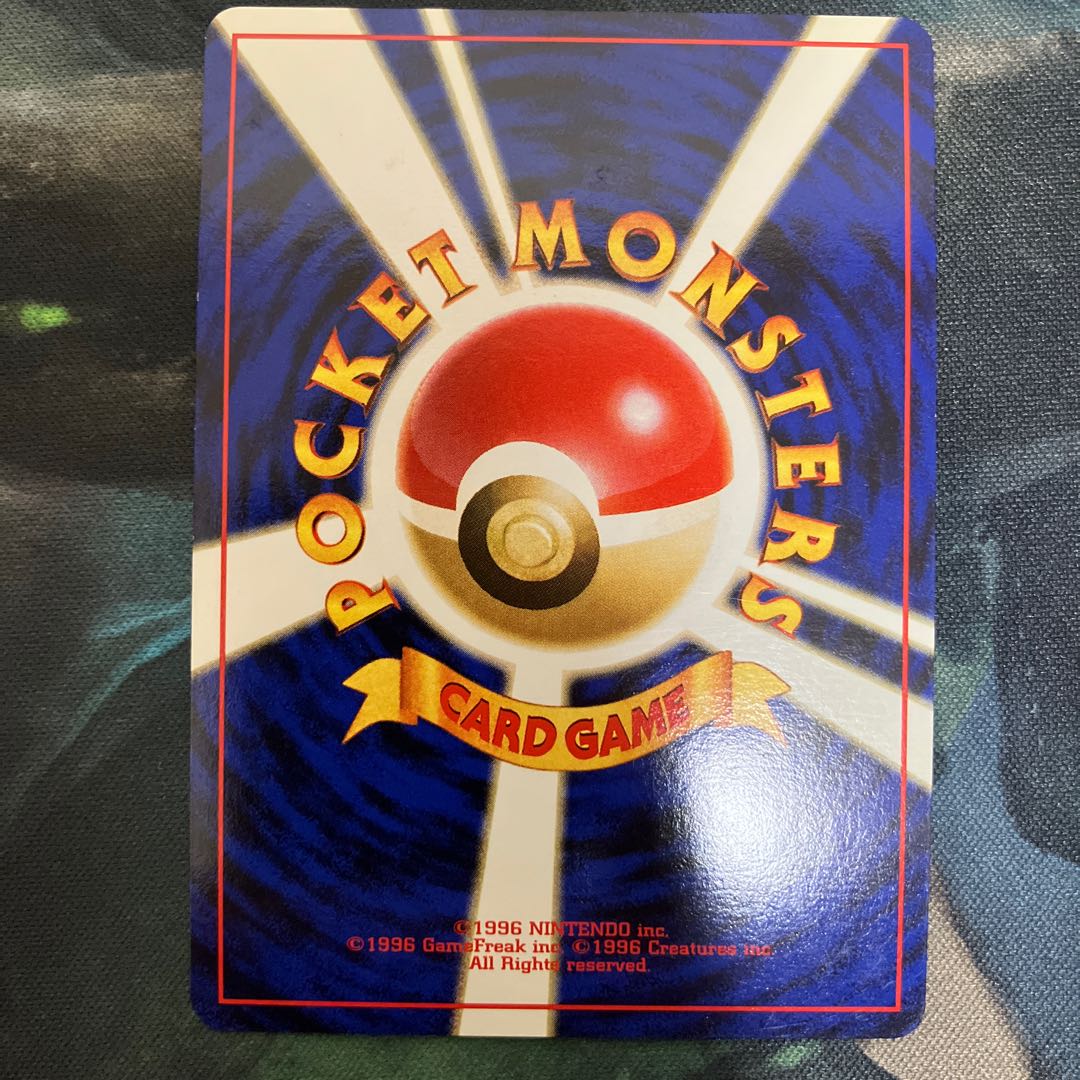 POCKET MONSTERS
CARD GAME
©1996 NINTENDO inc.
©1996 GameFreak inc. ©1996 Creatures inc.
All Rights reserved.